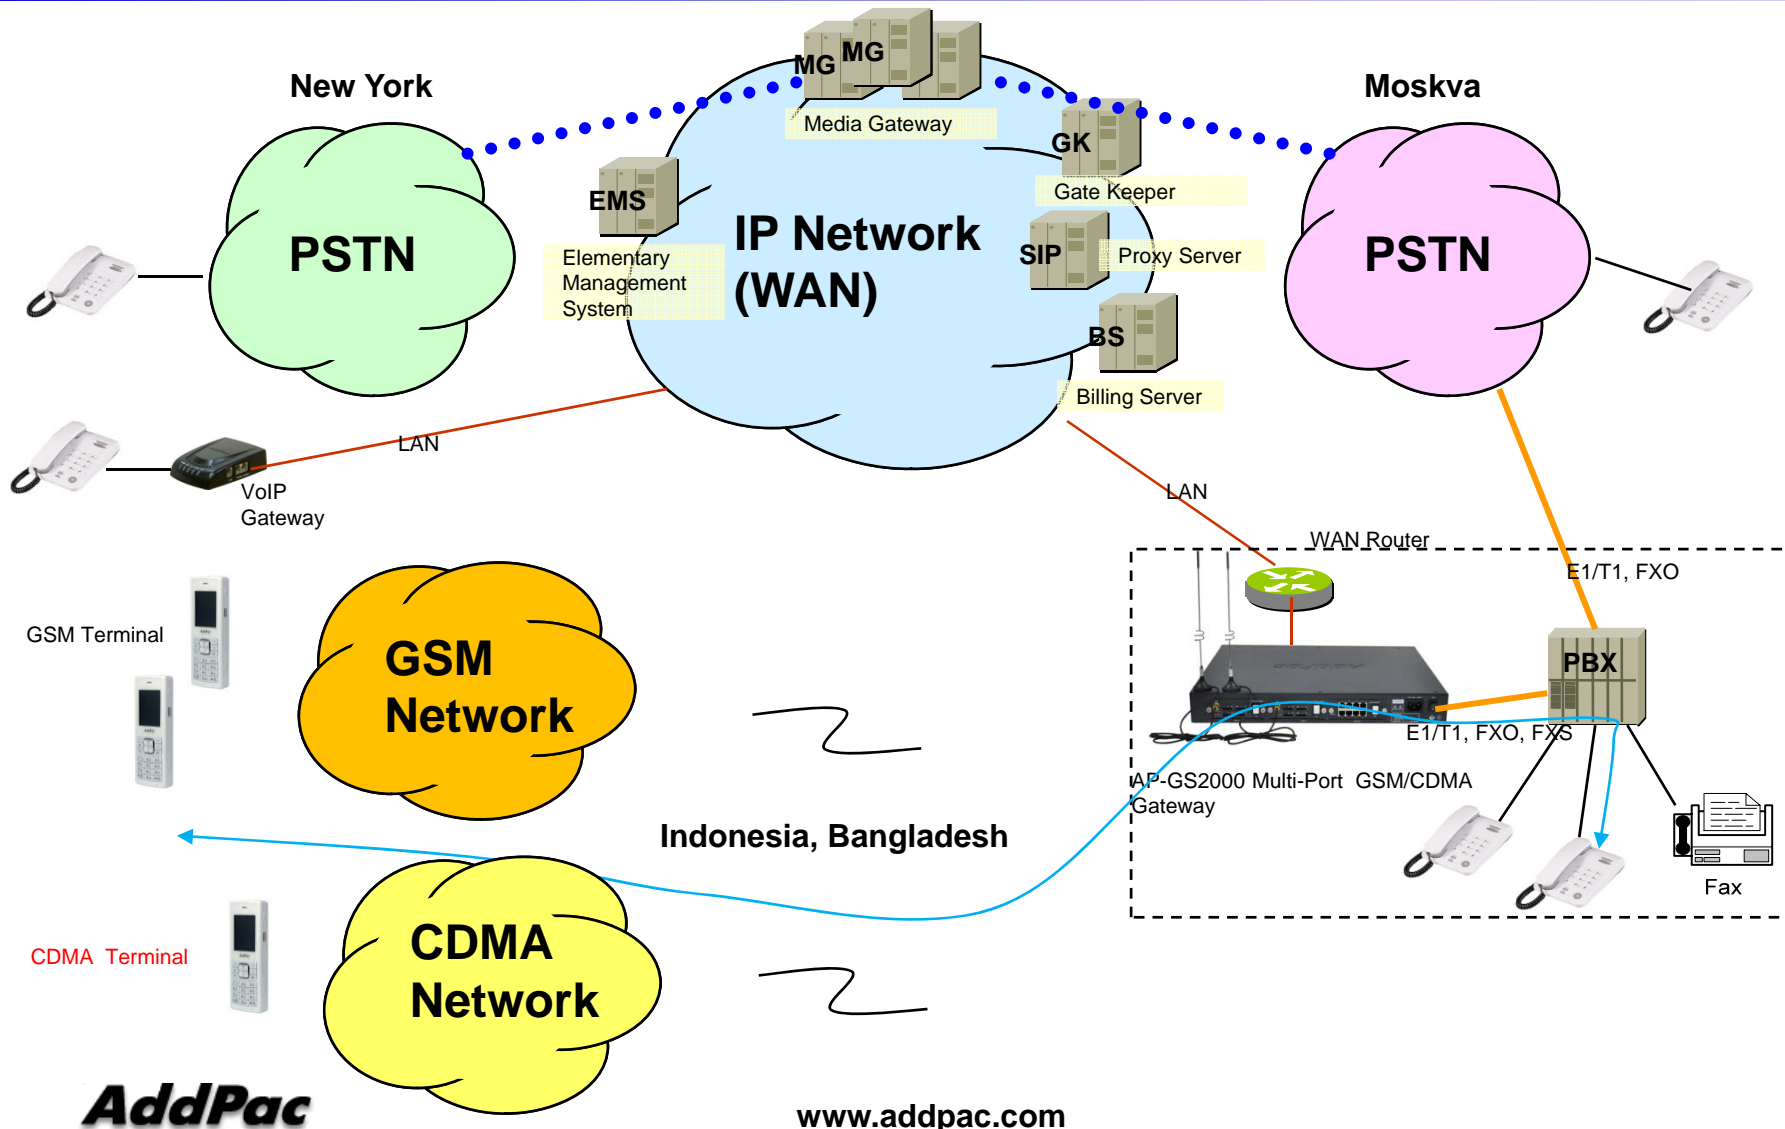 New York
MG
MG
Moskva
Media Gateway
GK
Gate Keeper
EMS
PSTN
IP Network
(WAN)
SIP
Proxy Server
PSTN
Elementary
Management
System
BS
Billing Server
LAN
VoIP
Gateway
LAN
WAN Router
E1/T1, FXO
GSM Terminal
GSM
Network
PBX
E1/T1, FXO, FXS
AP-GS2000 Multi-Port GSM/CDMA
Gateway
Indonesia, Bangladesh
Fax
CDMA Terminal
CDMA
Network
AddPac
www.addpac.com